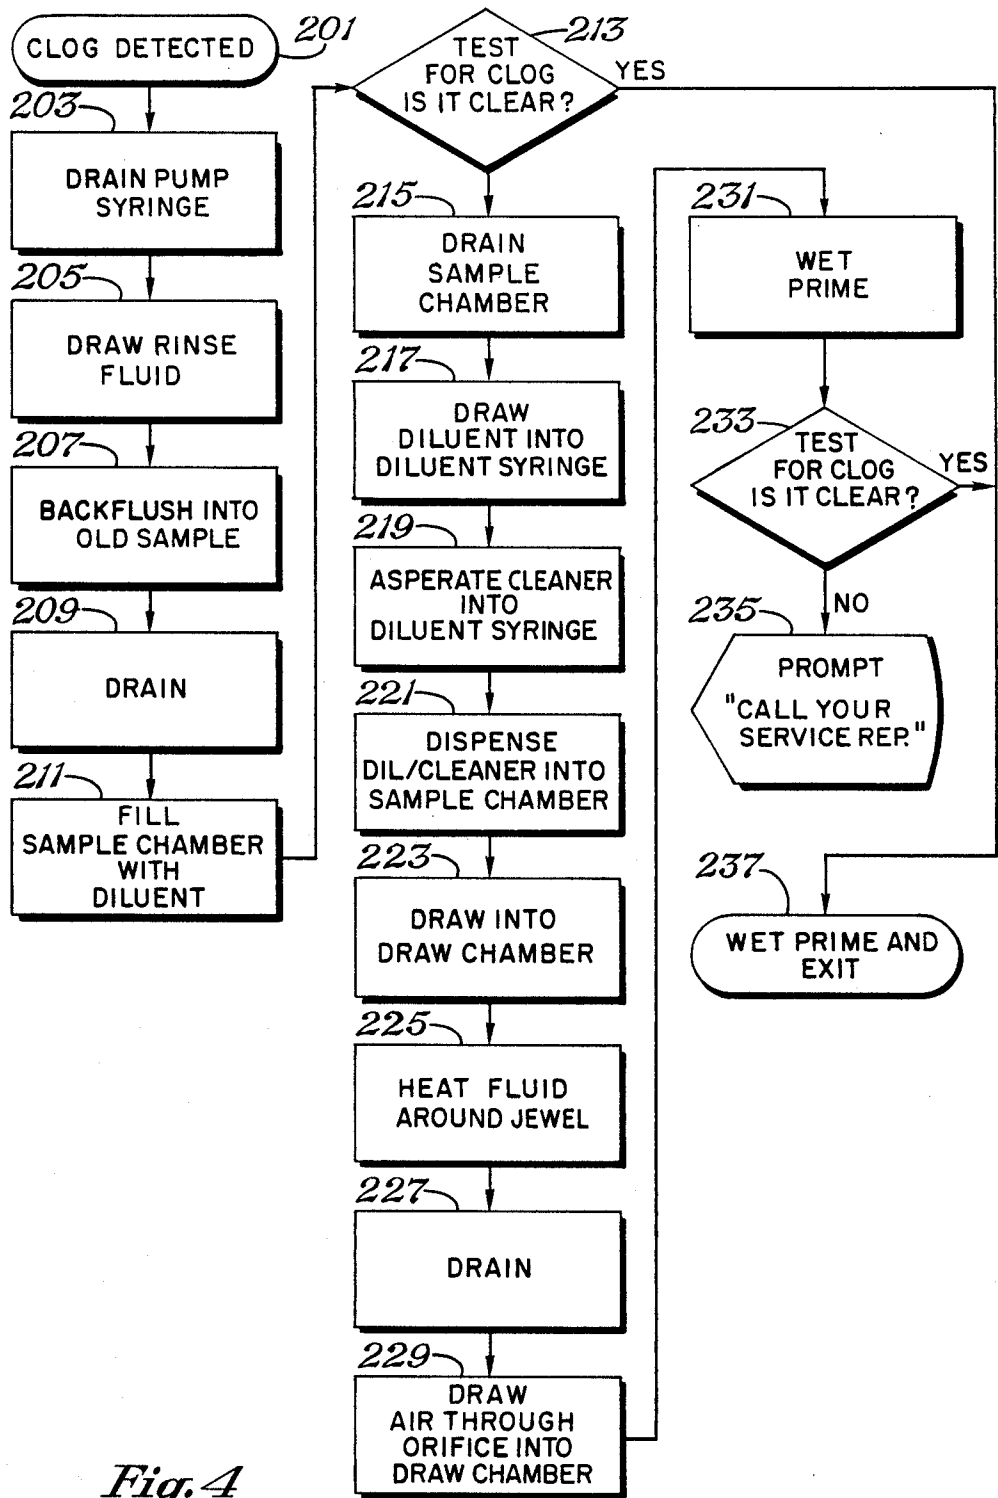 CLOG DETECTED
201
203
DRAIN PUMP
SYRINGE
205
DRAW RINSE
FLUID
207
BACKFLUSH INTO
OLD SAMPLE
209
DRAIN
211
FILL
SAMPLE CHAMBER
WITH
DILUENT
213
TEST
FOR CLOG
IS IT CLEAR?
YES
215
DRAIN
SAMPLE
CHAMBER
217
DRAW
DILUENT INTO
DILUENT SYRINGE
219
ASPERATE CLEANER
INTO
DILUENT SYRINGE
221
DISPENSE
DIL/CLEANER INTO
SAMPLE CHAMBER
223
DRAW INTO
DRAW CHAMBER
225
HEAT FLUID
AROUND JEWEL
227
DRAIN
229
DRAW
AIR THROUGH
ORIFICE INTO
DRAW CHAMBER
231
WET
PRIME
233
TEST
FOR CLOG
IS IT CLEAR?
YES
NO
235
PROMPT
"CALL YOUR
SERVICE REP."
237
WET PRIME AND
EXIT
Fig. 4